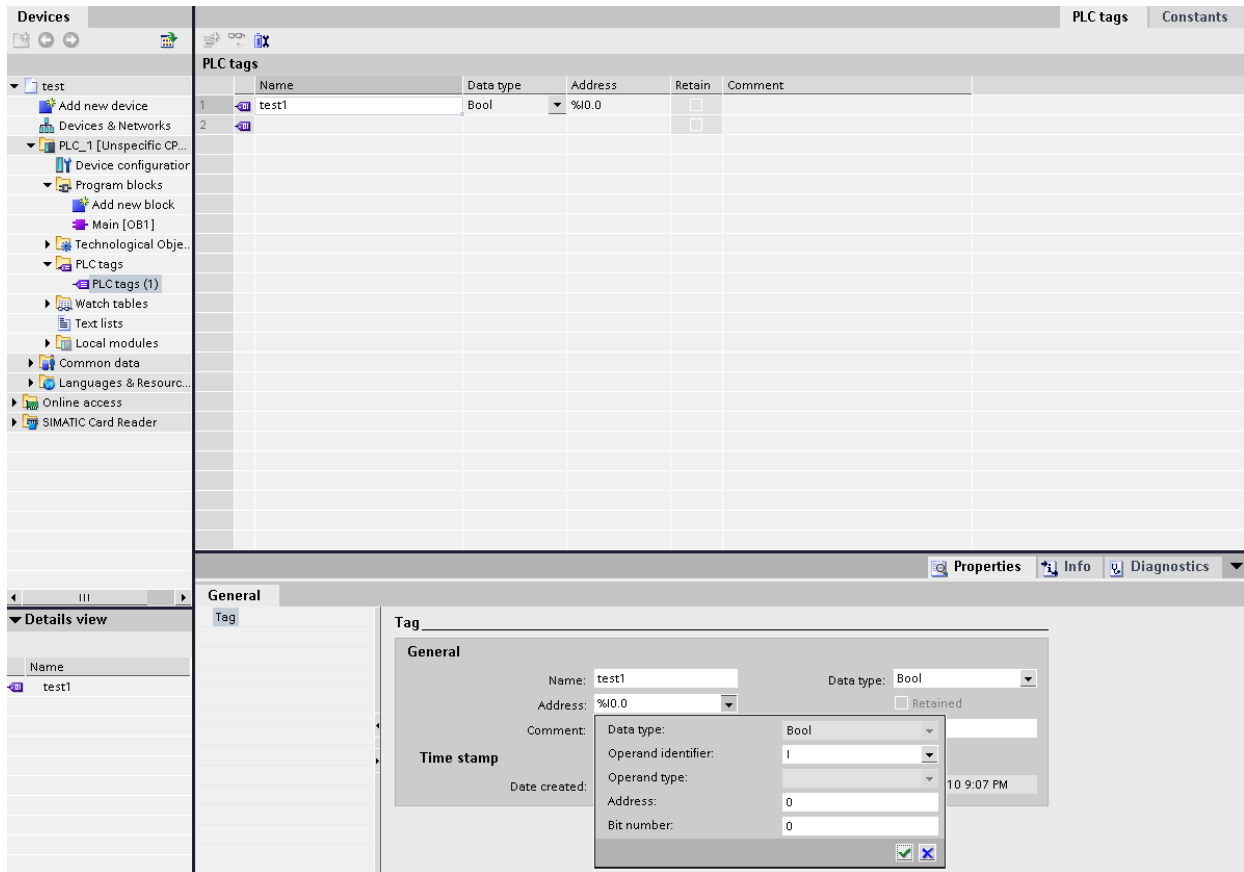 Devices
PLC tags Constants
PLC tags
Name Data type Address Retain Comment
1 test1 Bool %I0.0
2
test
Add new device
Devices & Networks
PLC_1 [Unspecific CP...
Device configuration
Program blocks
Add new block
Main [OB1]
Technological Obje..
PLC tags
PLC tags (1)
Watch tables
Text lists
Local modules
Common data
Languages & Resourc...
Online access
SIMATIC Card Reader
Details view
Name
test1
Properties Info Diagnostics
General
Tag
Tag
General
Name: test1 Data type: Bool
Address: %I0.0 Retained
Comment:
Time stamp
Date created: 10 9:07 PM
Data type: Bool
Operand identifier: I
Operand type:
Address: 0
Bit number: 0